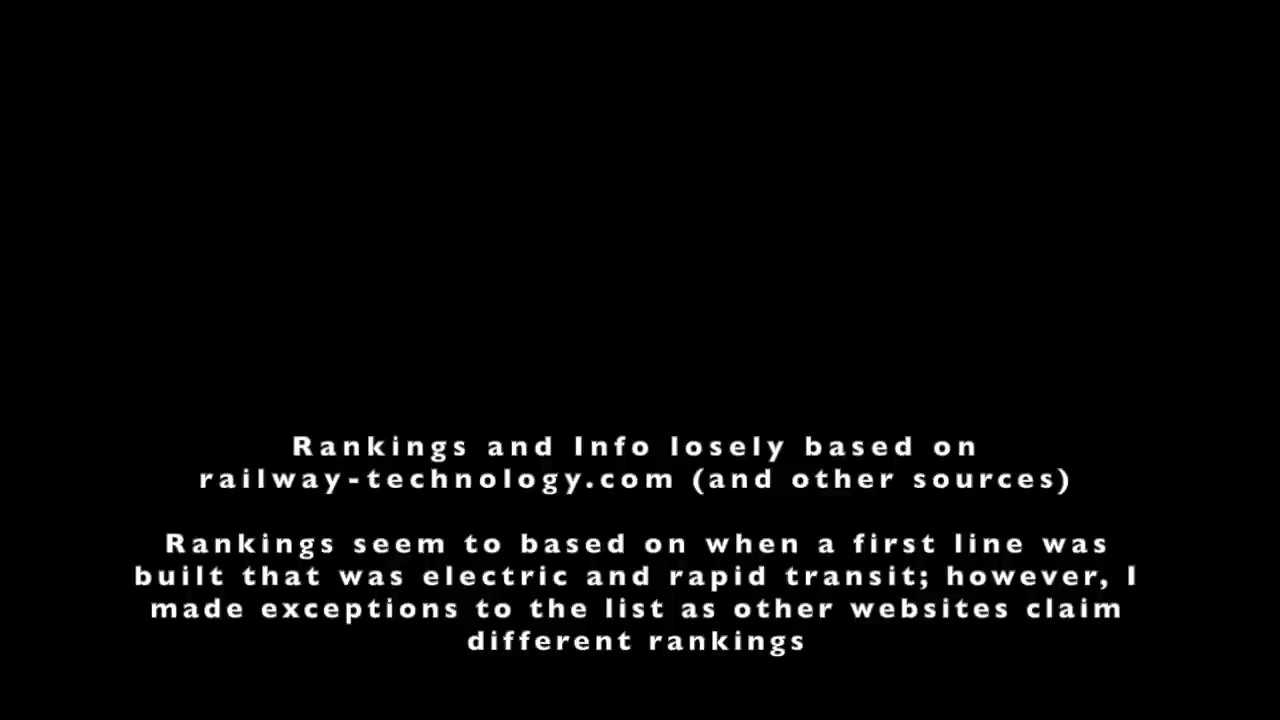 Rankings and Info losely based on
railway-technology.com (and other sources)
Rankings seem to based on when a first line was
built that was electric and rapid transit; however, I
made exceptions to the list as other websites claim
different rankings